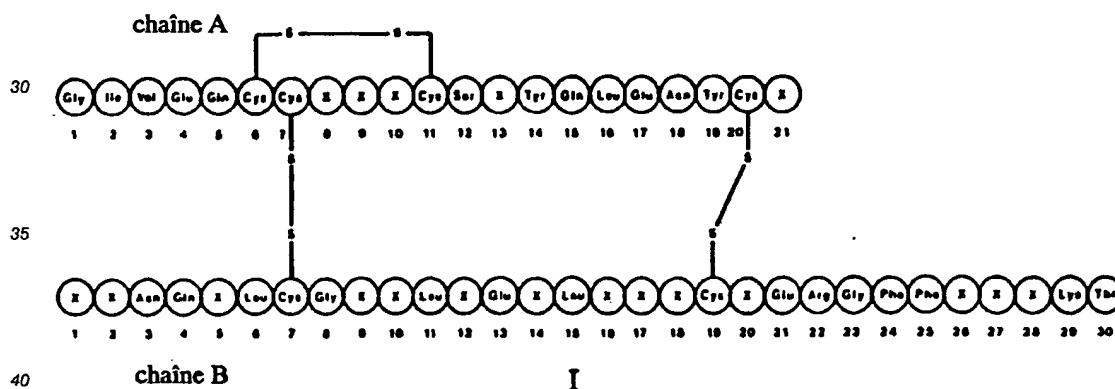 chaîne A
S S
30
Gly Ile Val Glu Gln Cys Cys X X X Cys Ser X Tyr Gln Leu Glu Asn Tyr Cys X
1 2 3 4 5 6 7 8 9 10 11 12 13 14 15 16 17 18 19 20 21
S S
35
S S
X X Asn Gln X Leu Cys Gly X X Leu X Glu X Leu X X X Cys X Glu Arg Gly Phe Phe X X X Lys Thr
1 2 3 4 5 6 7 8 9 10 11 12 13 14 15 16 17 18 19 20 21 22 23 24 25 26 27 28 29 30
40
chaîne B
I